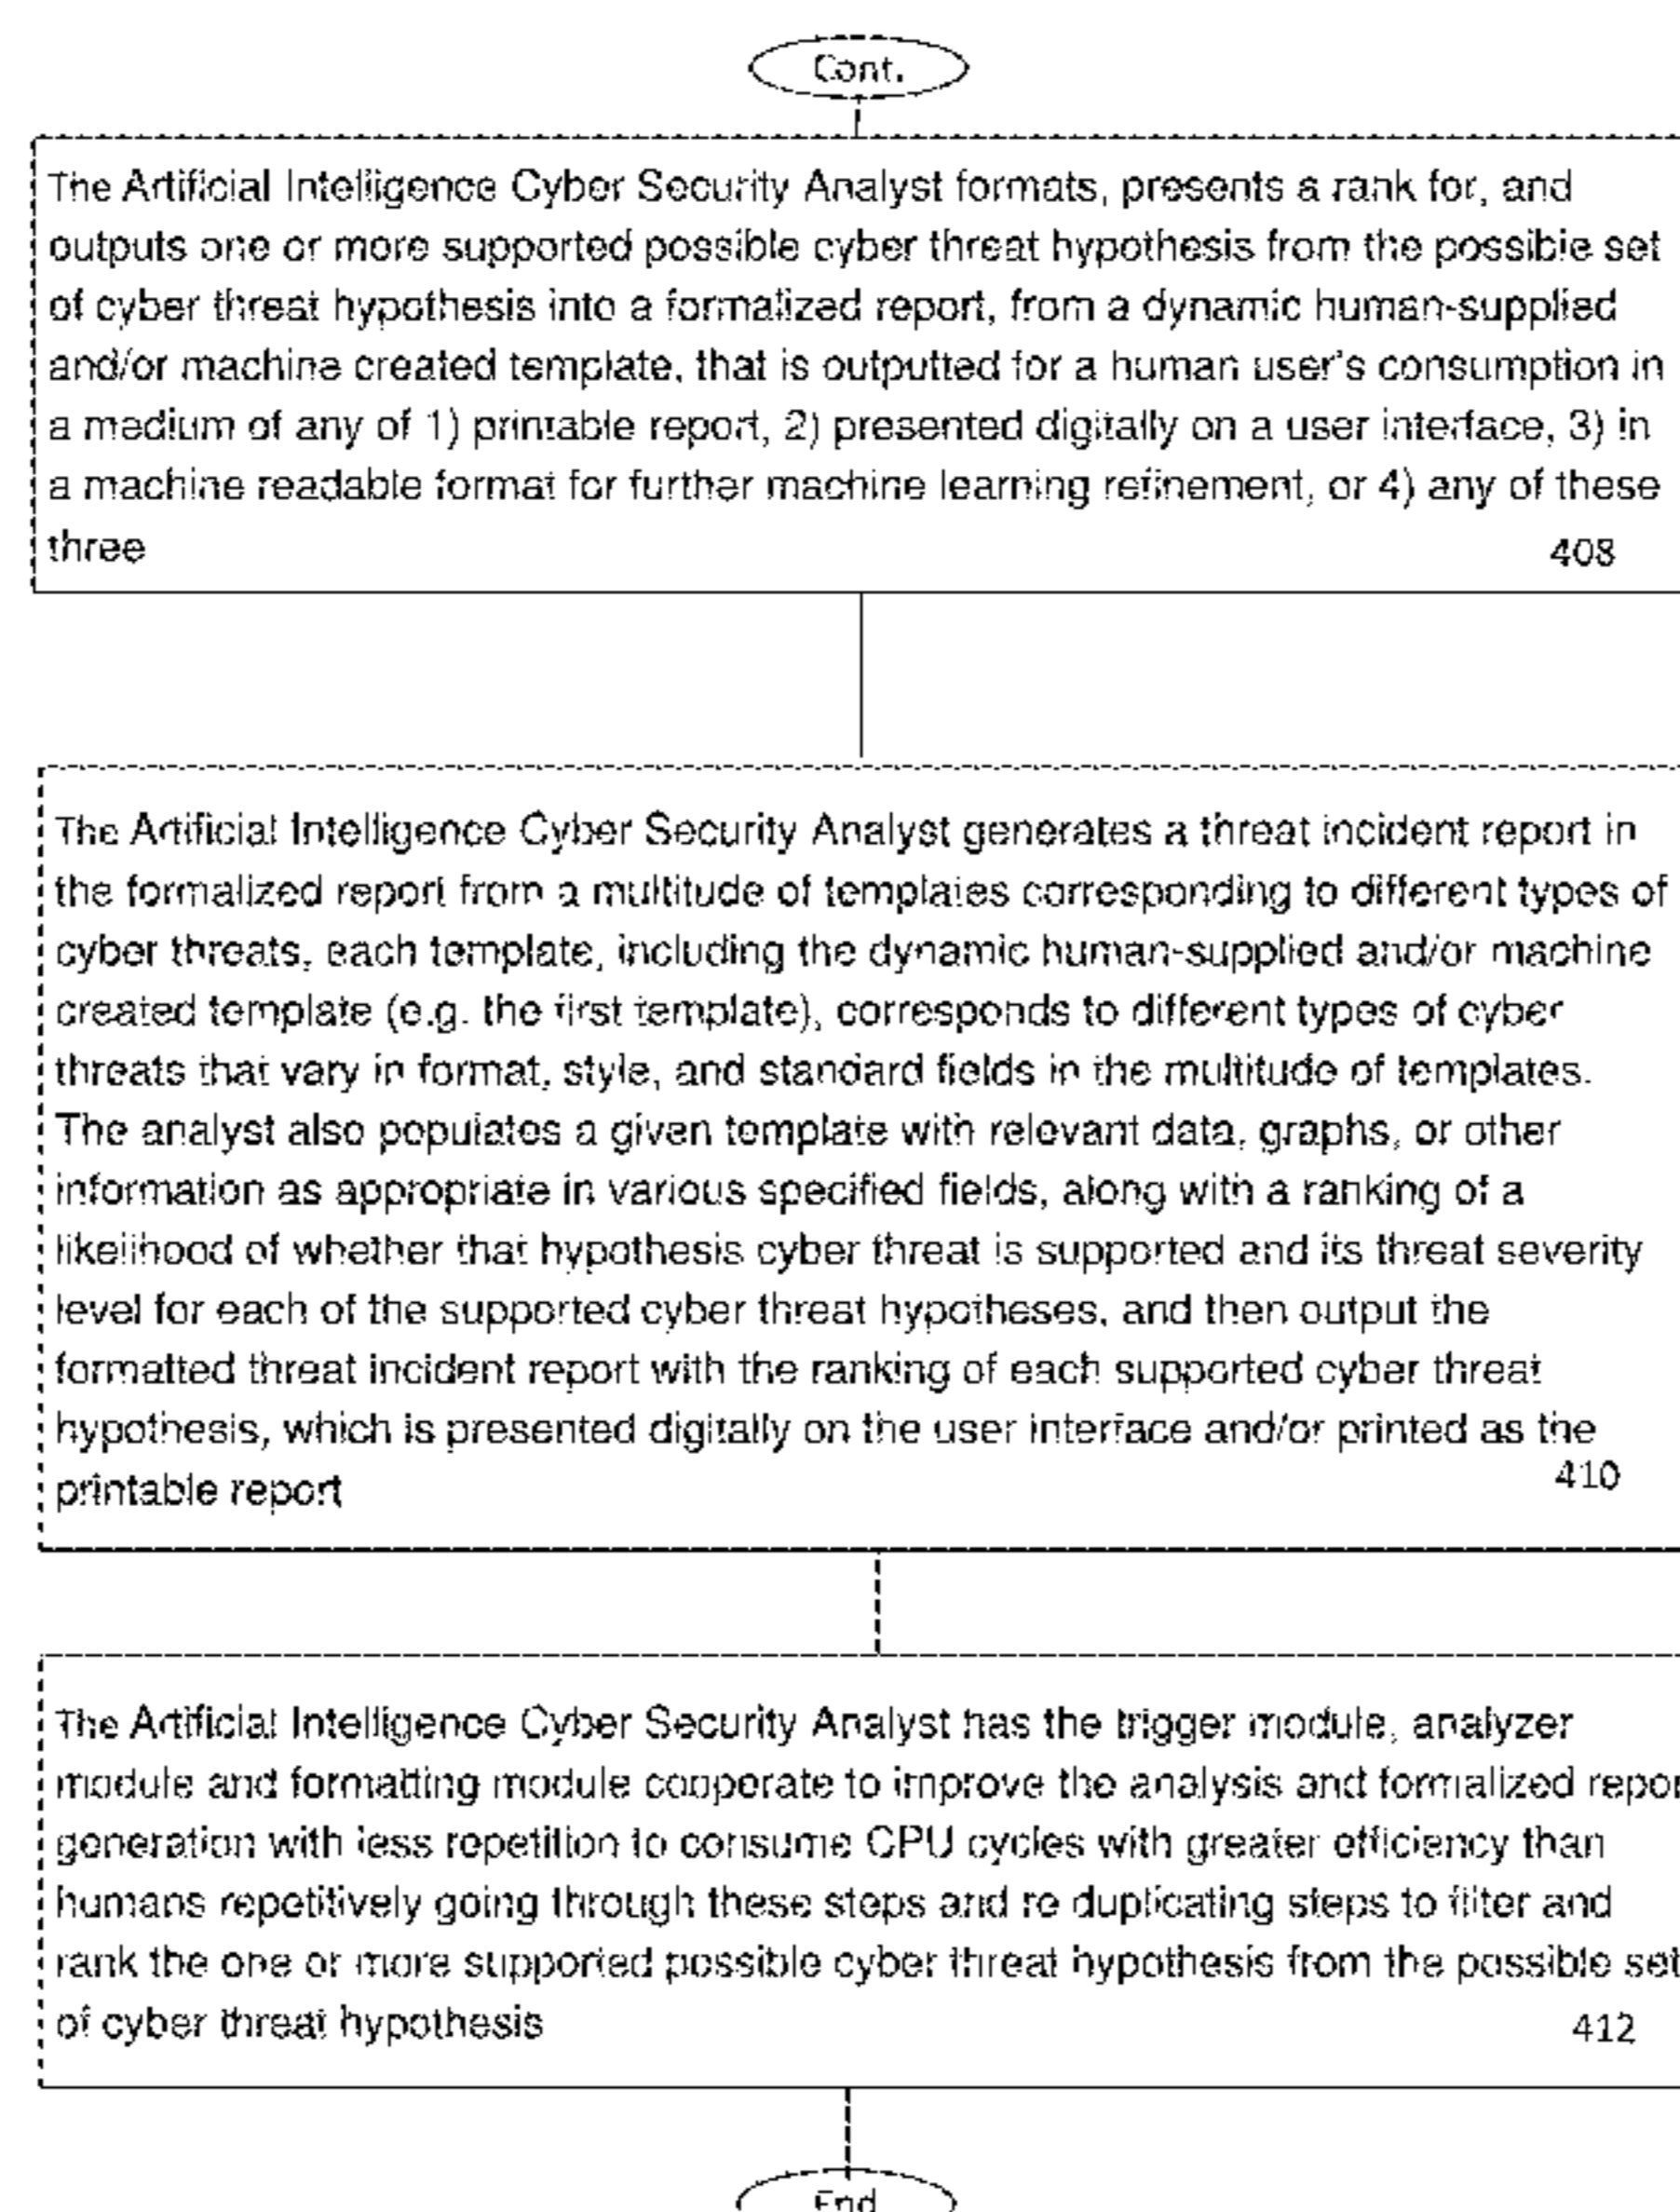 Cont.
The Artificial Intelligence Cyber Security Analyst formats, presents a rank for, and
outputs one or more supported possible cyber threat hypothesis from the possible set
of cyber threat hypothesis into a formalized report, from a dynamic human-supplied
and/or machine created template, that is outputted for a human user's consumption in
a medium of any of 1) printable report, 2) presented digitally on a user interface, 3) in
a machine readable format for further machine learning refinement, or 4) any of these
three
408
The Artificial Intelligence Cyber Security Analyst generates a threat incident report in
the formalized report from a multitude of templates corresponding to different types of
cyber threats, each template, including the dynamic human-supplied and/or machine
created template (e.g. the first template), corresponds to different types of cyber
threats that vary in format, style, and standard fields in the multitude of templates.
The analyst also populates a given template with relevant data, graphs, or other
information as appropriate in various specified fields, along with a ranking of a
likelihood of whether that hypothesis cyber threat is supported and its threat severity
level for each of the supported cyber threat hypotheses, and then output the
formatted threat incident report with the ranking of each supported cyber threat
hypothesis, which is presented digitally on the user interface and/or printed as the
printable report
410
The Artificial Intelligence Cyber Security Analyst has the trigger module, analyzer
module and formatting module cooperate to improve the analysis and formalized repor
generation with less repetition to consume CPU cycles with greater efficiency than
humans repetitively going through these steps and re duplicating steps to filter and
rank the one or more supported possible cyber threat hypothesis from the possible set
of cyber threat hypothesis
412
End